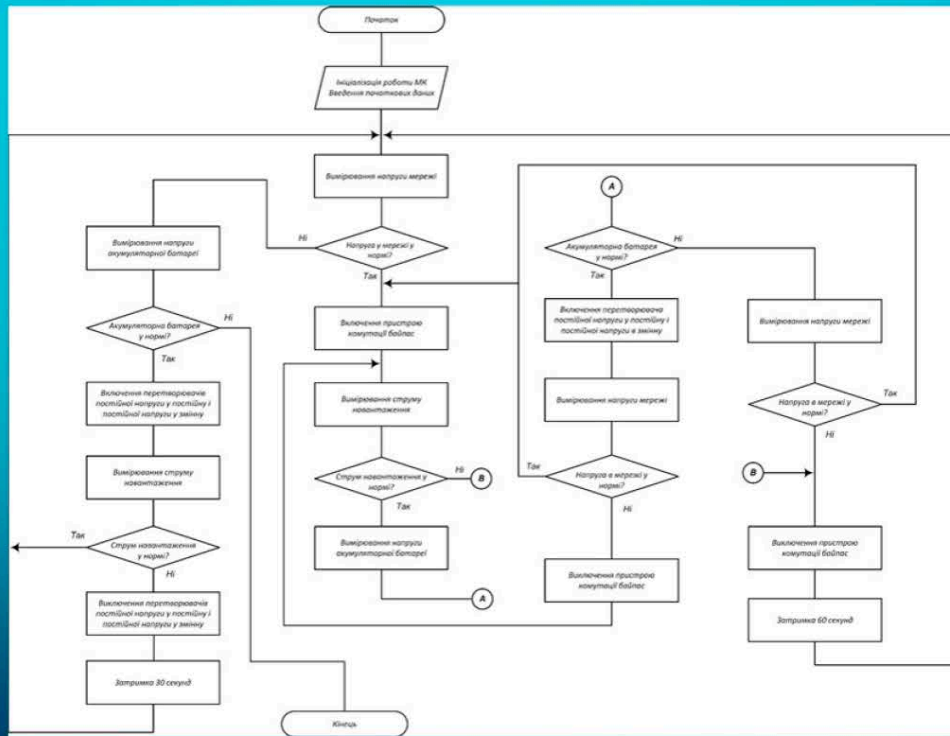 Початок
Ініціалізація роботи МК
Введення початкових даних
Вимірювання напруги мережі
Напруга у мережі у
нормі?
Ні
Так
Вимірювання напруги
акумуляторної батареї
Акумуляторна батарея
у нормі?
Ні
Так
Включення перетворювачів
постійної напруги у постійну і
постійної напруги у змінну
Вимірювання струму
навантаження
Струм навантаження
у нормі?
Так
Ні
Виключення перетворювачів
постійної напруги у постійну і
постійної напруги у змінну
Затримка 30 секунд
Включення пристрою
комутації байпас
Вимірювання струму
навантаження
Струм навантаження у
нормі?
Ні
В
Так
Вимірювання напруги
акумуляторної батареї
А
Кінець
А
Акумуляторна батарея
у нормі?
Ні
Так
Включення перетворювача
постійної напруги у постійну і
постійної напруги в змінну
Вимірювання напруги мережі
Напруга в мережі у
нормі?
Так
Ні
Виключення пристрою
комутації байпас
Вимірювання напруги мережі
Напруга в мережі у
нормі?
Так
Ні
В
Виключення пристрою
комутації байпас
Затримка 60 секунд